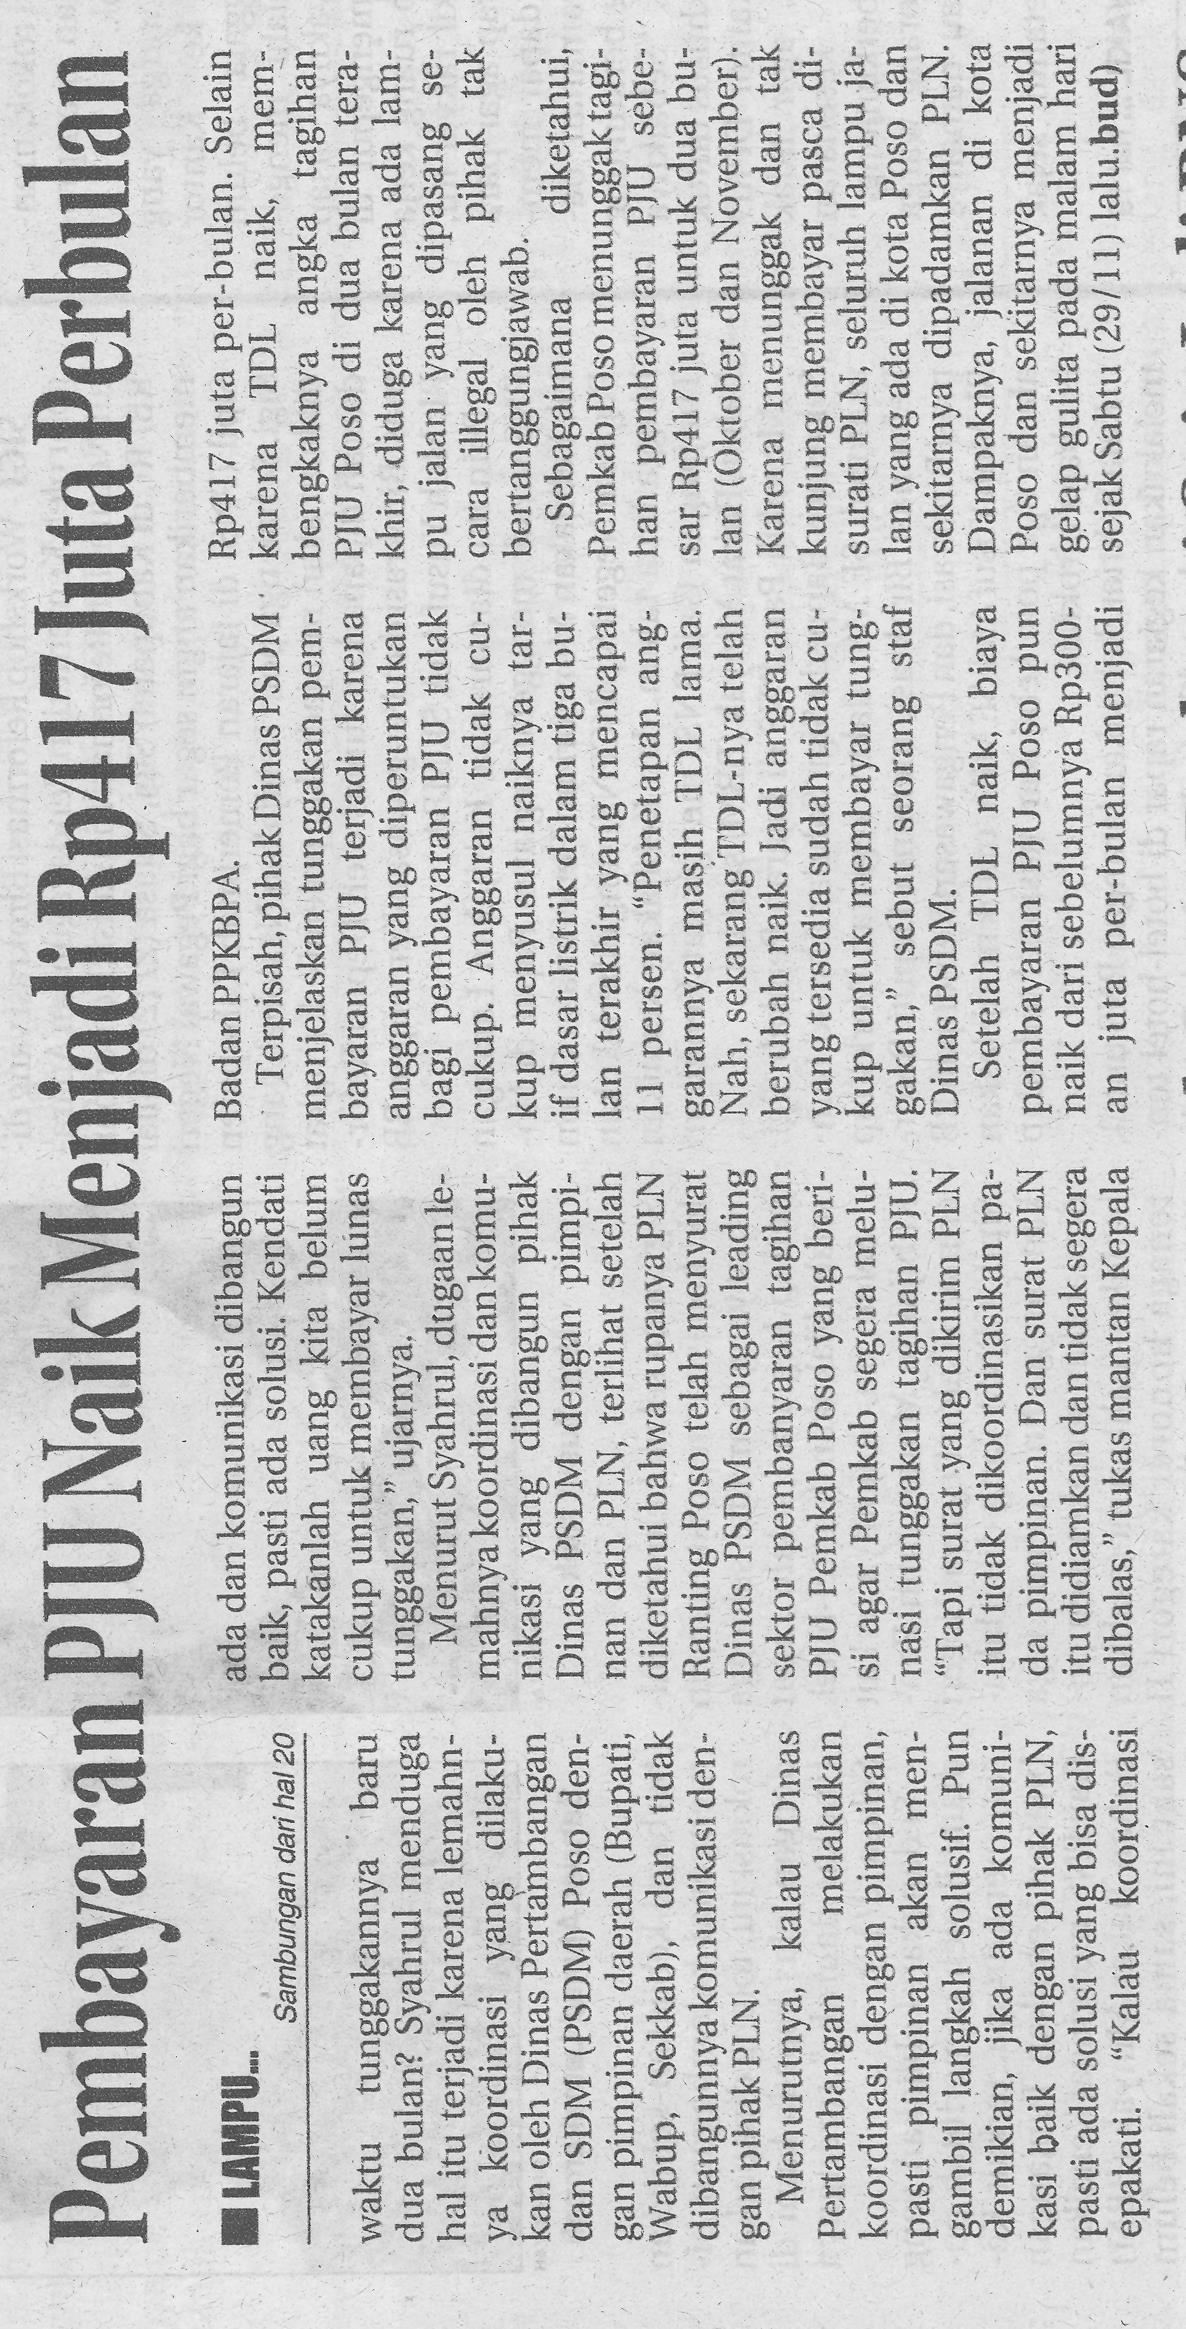 Pembayaran PJU Naik Menjadi Rp417 Juta Perbulan
LAMPU....
Sambungan dari hal 20
waktu tunggakannya baru
dua bulan? Syahrul menduga
hal itu terjadi karena lemahn-
ya koordinasi yang dilaku-
kan oleh Dinas Pertambangan
dan SDM (PSDM) Poso den-
gan pimpinan daerah (Bupati,
Wabup, Sekkab), dan tidak
dibangunnya komunikasi den-
gan pihak PLN.
Menurutnya, kalau Dinas
Pertambangan melakukan
koordinasi dengan pimpinan,
pasti pimpinan akan men-
gambil langkah solusif. Pun
demikian, jika ada komuni-
kasi baik dengan pihak PLN,
pasti ada solusi yang bisa dis-
epakati. “Kalau koordinasi
ada dan komunikasi dibangun
baik, pasti ada solusi. Kendati
katakanlah uang kita belum
cukup untuk membayar lunas
tunggakan,” ujarnya.
Menurut Syahrul, dugaan le-
mahnya koordinasi dan komu-
nikasi yang dibangun pihak
Dinas PSDM dengan pimpi-
nan dan PLN, terlihat setelah
diketahui bahwa rupanya PLN
Ranting Poso telah menyurat
Dinas PSDM sebagai leading
sektor pembanyaran tagihan
PJU Pemkab Poso yang beri-
si agar Pemkab segera melu-
nasi tunggakan tagihan PJU.
“Tapi surat yang dikirim PLN
itu tidak dikoordinasikan pa-
da pimpinan. Dan surat PLN
itu didiamkan dan tidak segera
dibalas,” tukas mantan Kepala
Badan PPKBPA.
Terpisah, pihak Dinas PSDM
menjelaskan tunggakan pem-
bayaran PJU terjadi karena
anggaran yang diperuntukan
bagi pembayaran PJU tidak
cukup. Anggaran tidak cu-
kup menyusul naiknya tar-
if dasar listrik dalam tiga bu-
lan terakhir yang mencapai
11 persen. “Penetapan ang-
garannya masih TDL lama.
Nah, sekarang TDL-nya telah
berubah naik. Jadi anggaran
yang tersedia sudah tidak cu-
kup untuk membayar tung-
gakan,” sebut seorang staf
Dinas PSDM.
Setelah TDL naik, biaya
pembayaran PJU Poso pun
naik dari sebelumnya Rp300-
an juta per-bulan menjadi
Rp417 juta per-bulan. Selain
karena TDL naik, mem-
bengkaknya angka tagihan
PJU Poso di dua bulan tera-
khir, diduga karena ada lam-
pu jalan yang dipasang se-
cara illegal oleh pihak tak
bertanggungjawab.
Sebagaimana diketahui,
Pemkab Poso menunggak tagi-
han pembayaran PJU sebe-
sar Rp417 juta untuk dua bu-
lan (Oktober dan November).
Karena menunggak dan tak
kunjung membayar pasca di-
surati PLN, seluruh lampu ja-
lan yang ada di kota Poso dan
sekitarnya dipadamkan PLN.
Dampaknya, jalanan di kota
Poso dan sekitarnya menjadi
gelap gulita pada malam hari
sejak Sabtu (29/11) lalu.bud)